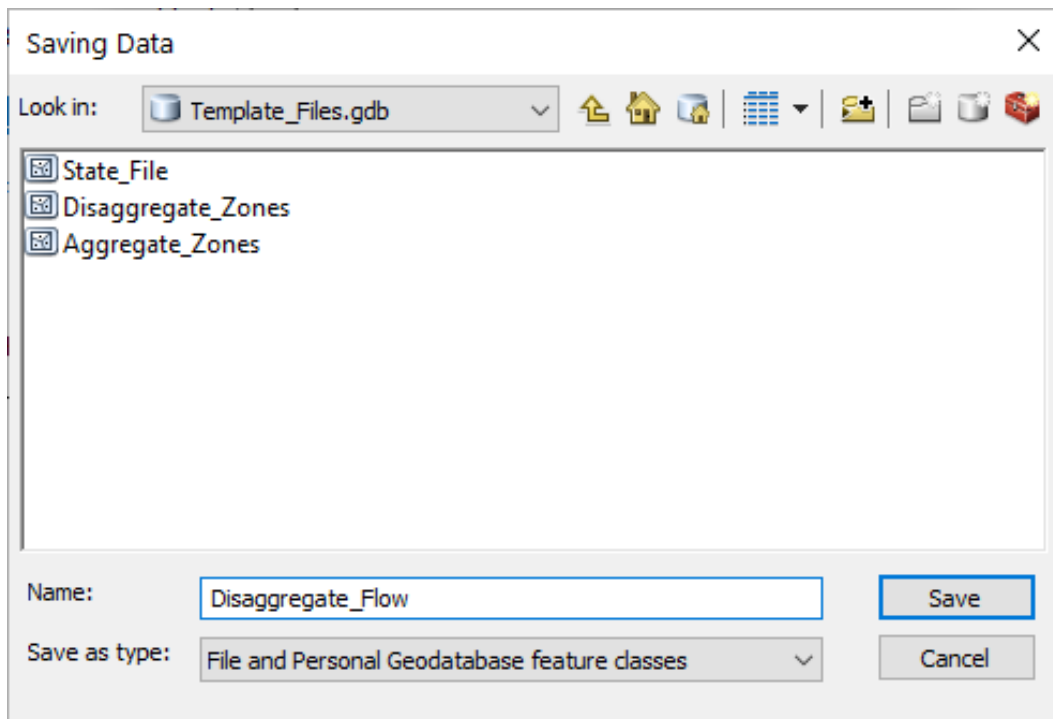 Saving Data
Look in: Template_Files.gdb
State_File
Disaggregate_Zones
Aggregate_Zones
Name: Disaggregate_Flow Save
Save as type: File and Personal Geodatabase feature classes Cancel